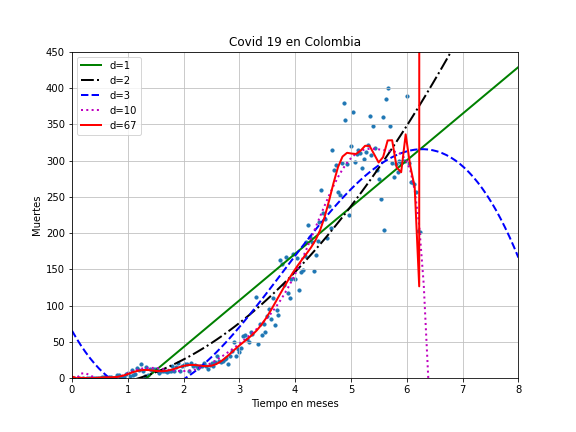 Covid 19 en Colombia
d=1
d=2
d=3
d=10
d=67
Muertes
450
400
350
300
250
200
150
100
50
0
0 1 2 3 4 5 6 7 8
Tiempo en meses